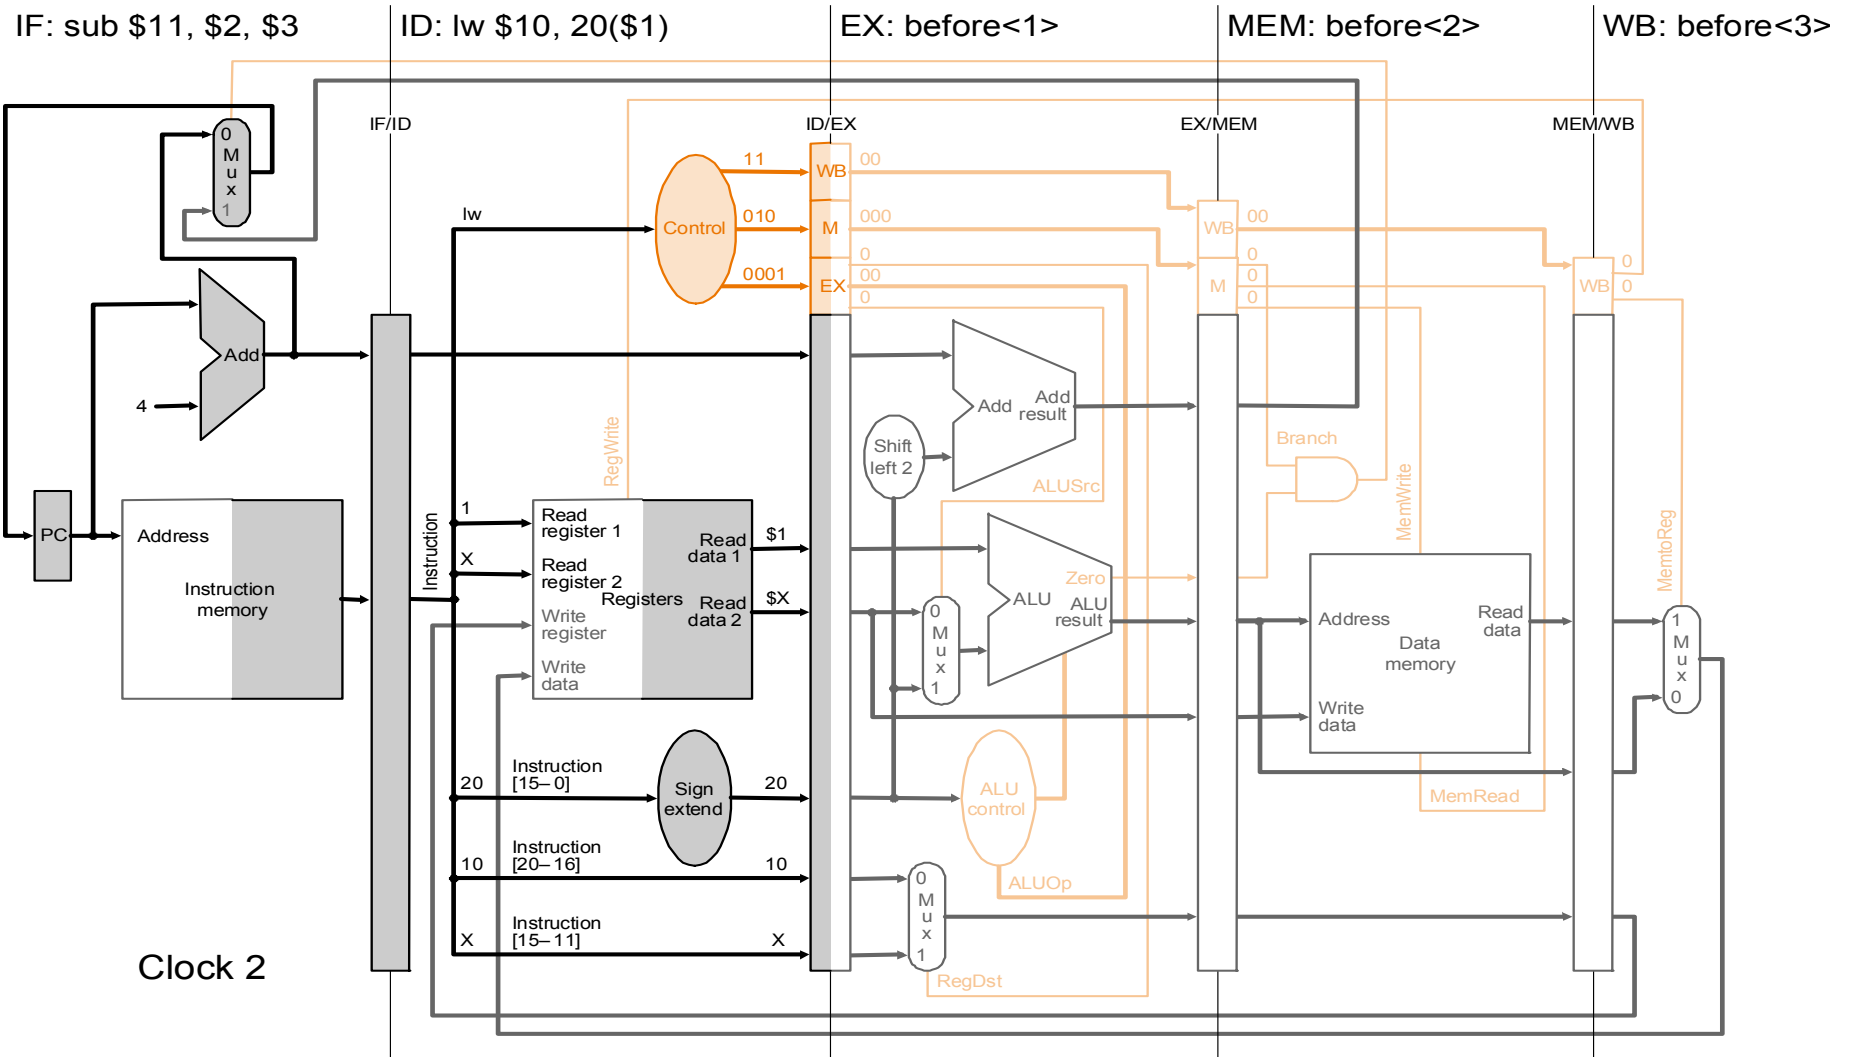 IF: sub $11, $2, $3
ID: lw $10, 20($1)
EX: before<1>
MEM: before<2>
WB: before<3>
IF/ID
ID/EX
EX/MEM
MEM/WB
0
M
u
x
1
Add
4
PC
Address
Instruction
memory
Clock 2
Instruction
lw
Control
11
010
0001
WB
M
EX
00
000
0
00
0
RegWrite
1
X
Read
register 1
Read
register 2
Registers
Write
register
Write
data
Read
data 1
Read
data 2
$1
$X
20
Instruction
[15–0]
Sign
extend
20
10
Instruction
[20–16]
10
X
Instruction
[15–11]
X
Add
Add
result
Shift
left 2
ALUSrc
Zero
ALU
ALU
result
0
M
u
x
1
ALU
control
ALUOp
0
M
u
x
1
RegDst
WB
M
00
0
0
0
Branch
MemWrite
Address
Data
memory
Read
data
Write
data
MemRead
WB
0
0
MemtoReg
1
M
u
x
0